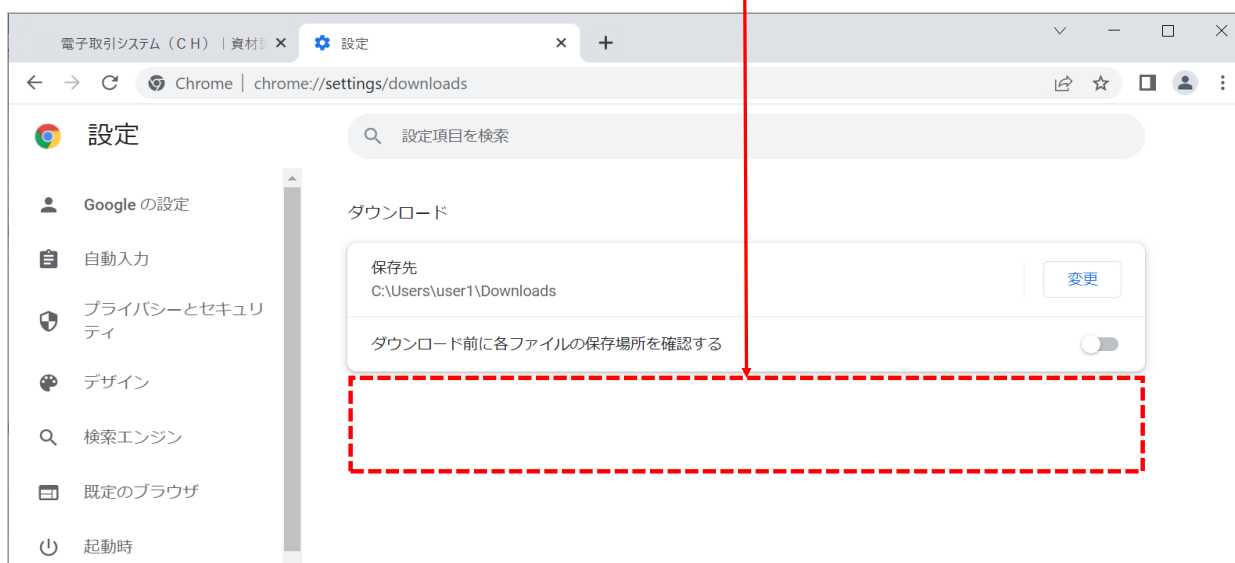 電子取引システム（ＣＨ）｜資材
設定
Chrome | chrome://settings/downloads
設定
設定項目を検索
Google の設定
自動入力
プライバシーとセキュリ
ティ
デザイン
検索エンジン
既定のブラウザ
起動時
ダウンロード
保存先
C:\Users\user1\Downloads
変更
ダウンロード前に各ファイルの保存場所を確認する